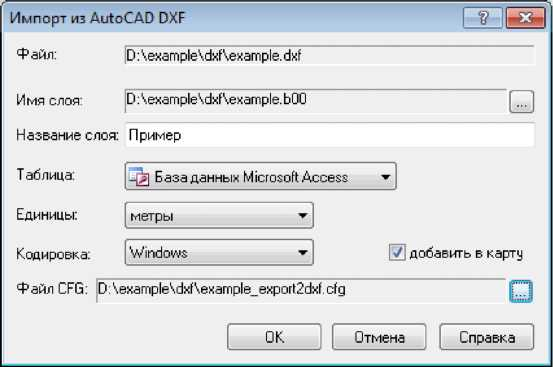 Импорт из AutoCAD DXF
Файл: D:\example\dxf\example.dxf
Имя слоя: D:\example\dxf\example.b00 ...
Название слоя: Пример
Таблица: База данных Microsoft Access
Единицы: метры
Кодировка: Windows добавить в карту
Файл CFG: D:\example\dxf\example_export2dxf.cfg ...
OK Отмена Справка